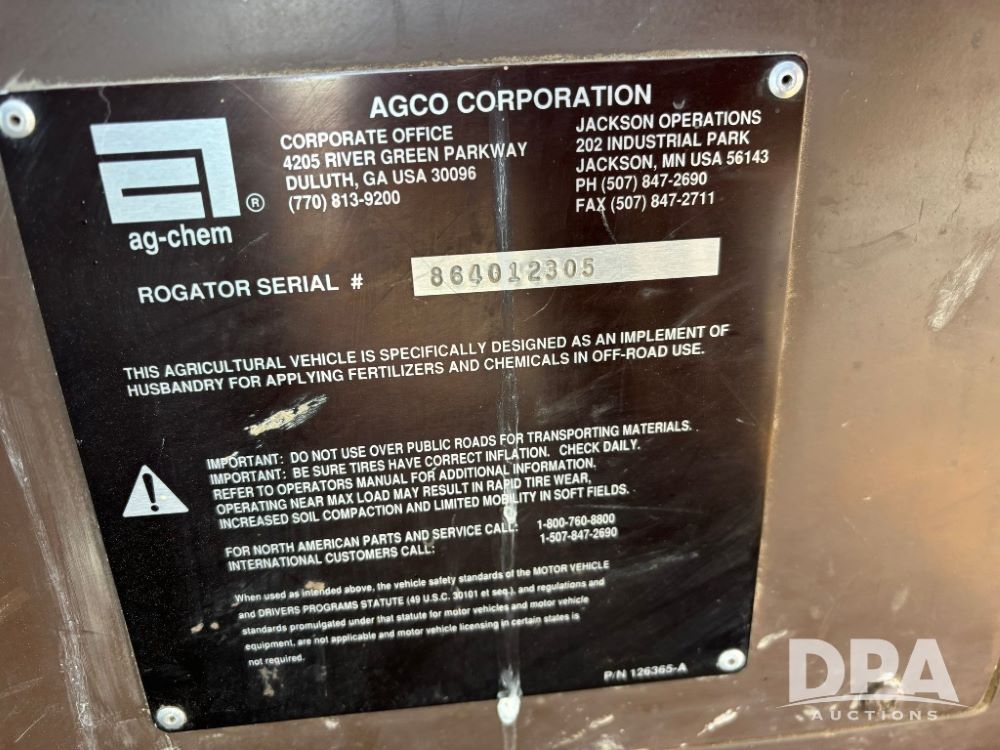 AGCO CORPORATION
CORPORATE OFFICE
4205 RIVER GREEN PARKWAY
DULUTH, GA USA 30096
(770) 813-9200
JACKSON OPERATIONS
202 INDUSTRIAL PARK
JACKSON, MN USA 56143
PH (507) 847-2690
FAX (507) 847-2711
®
ag-chem
ROGATOR SERIAL # 864012305
THIS AGRICULTURAL VEHICLE IS SPECIFICALLY DESIGNED AS AN IMPLEMENT OF
HUSBANDRY FOR APPLYING FERTILIZERS AND CHEMICALS IN OFF-ROAD USE.
IMPORTANT: DO NOT USE OVER PUBLIC ROADS FOR TRANSPORTING MATERIALS.
IMPORTANT: BE SURE TIRES HAVE CORRECT INFLATION. CHECK DAILY.
REFER TO OPERATORS MANUAL FOR ADDITIONAL INFORMATION.
OPERATING NEAR MAX LOAD MAY RESULT IN RAPID TIRE WEAR,
INCREASED SOIL COMPACTION AND LIMITED MOBILITY IN SOFT FIELDS.
FOR NORTH AMERICAN PARTS AND SERVICE CALL: 1-800-760-8800
INTERNATIONAL CUSTOMERS CALL: 1-507-847-2690
When used as intended above, the vehicle safety standards of the MOTOR VEHICLE
and DRIVERS PROGRAMS STATUTE (49 U.S.C. 30101 et seq.), and regulations and
standards promulgated under that statute for motor vehicles and motor vehicle
equipment, are not applicable and motor vehicle licensing in certain states is
not required.
P/N 126365-A
DPA
AUCTIONS